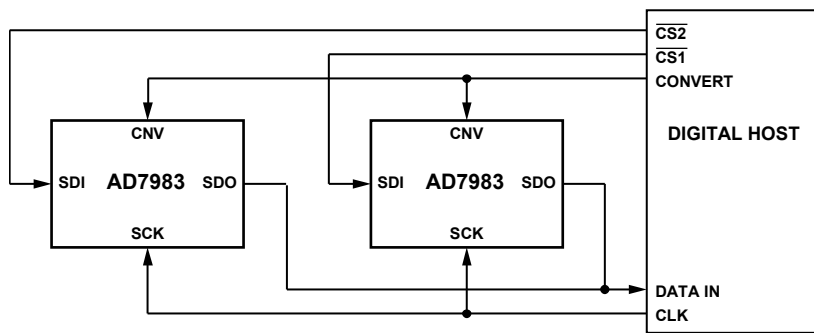 CS2
CS1
CONVERT
DIGITAL HOST
CNV
CNV
SDI AD7983 SDO
SDI AD7983 SDO
SCK
SCK
DATA IN
CLK